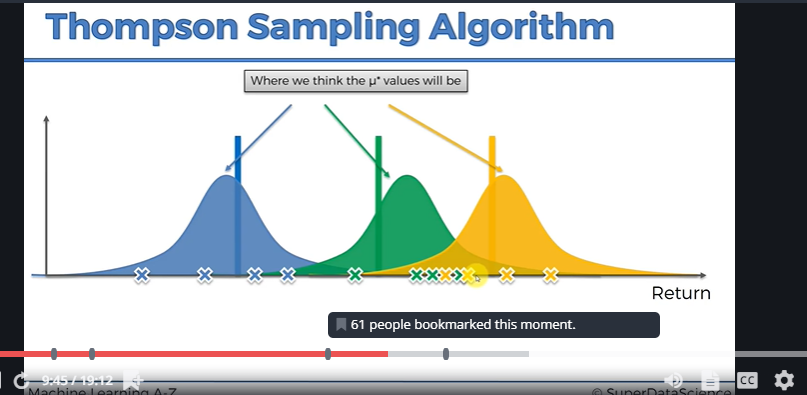 Thompson Sampling Algorithm
Where we think the μ* values will be
Return
61 people bookmarked this moment.
9:45 / 19:12
CC
Machine Learning A-Z
© SuperDataScience